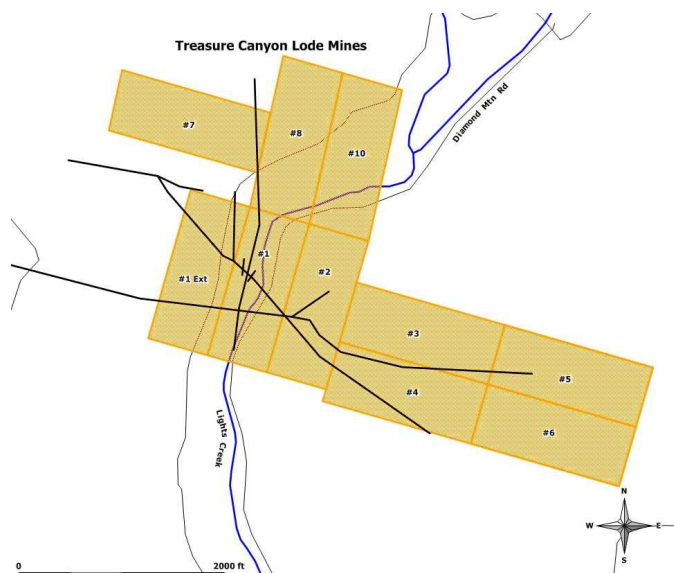 Treasure Canyon Lode Mines
Diamond Mtn Rd
#7
#8
#10
#1 Ext
#1
#2
#3
#5
#4
#6
Lights Creek
N
W
E
S
0
2000 ft